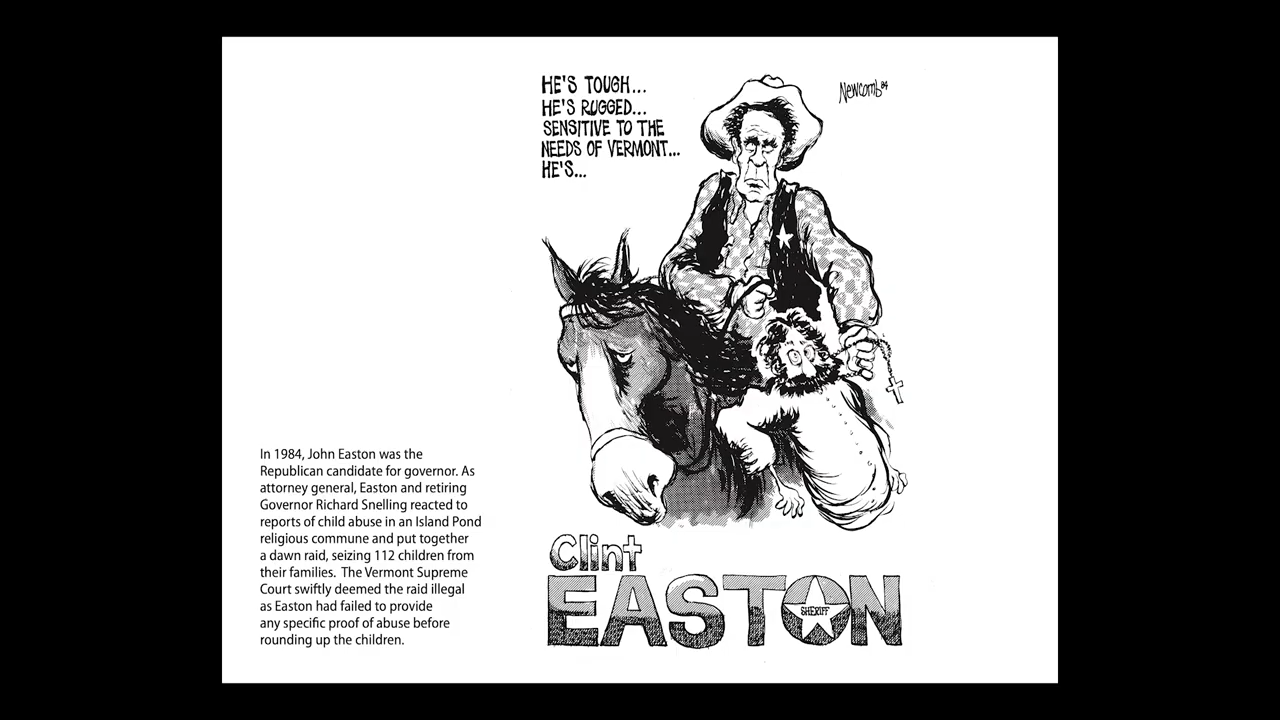 HE'S TOUGH...
HE'S RUGGED...
SENSITIVE TO THE
NEEDS OF VERMONT...
HE'S...
Newcomb 84
In 1984, John Easton was the
Republican candidate for governor. As
attorney general, Easton and retiring
Governor Richard Snelling reacted to
reports of child abuse in an Island Pond
religious commune and put together
a dawn raid, seizing 112 children from
their families. The Vermont Supreme
Court swiftly deemed the raid illegal
as Easton had failed to provide
any specific proof of abuse before
rounding up the children.
Clint
EASTON
SHERIFF